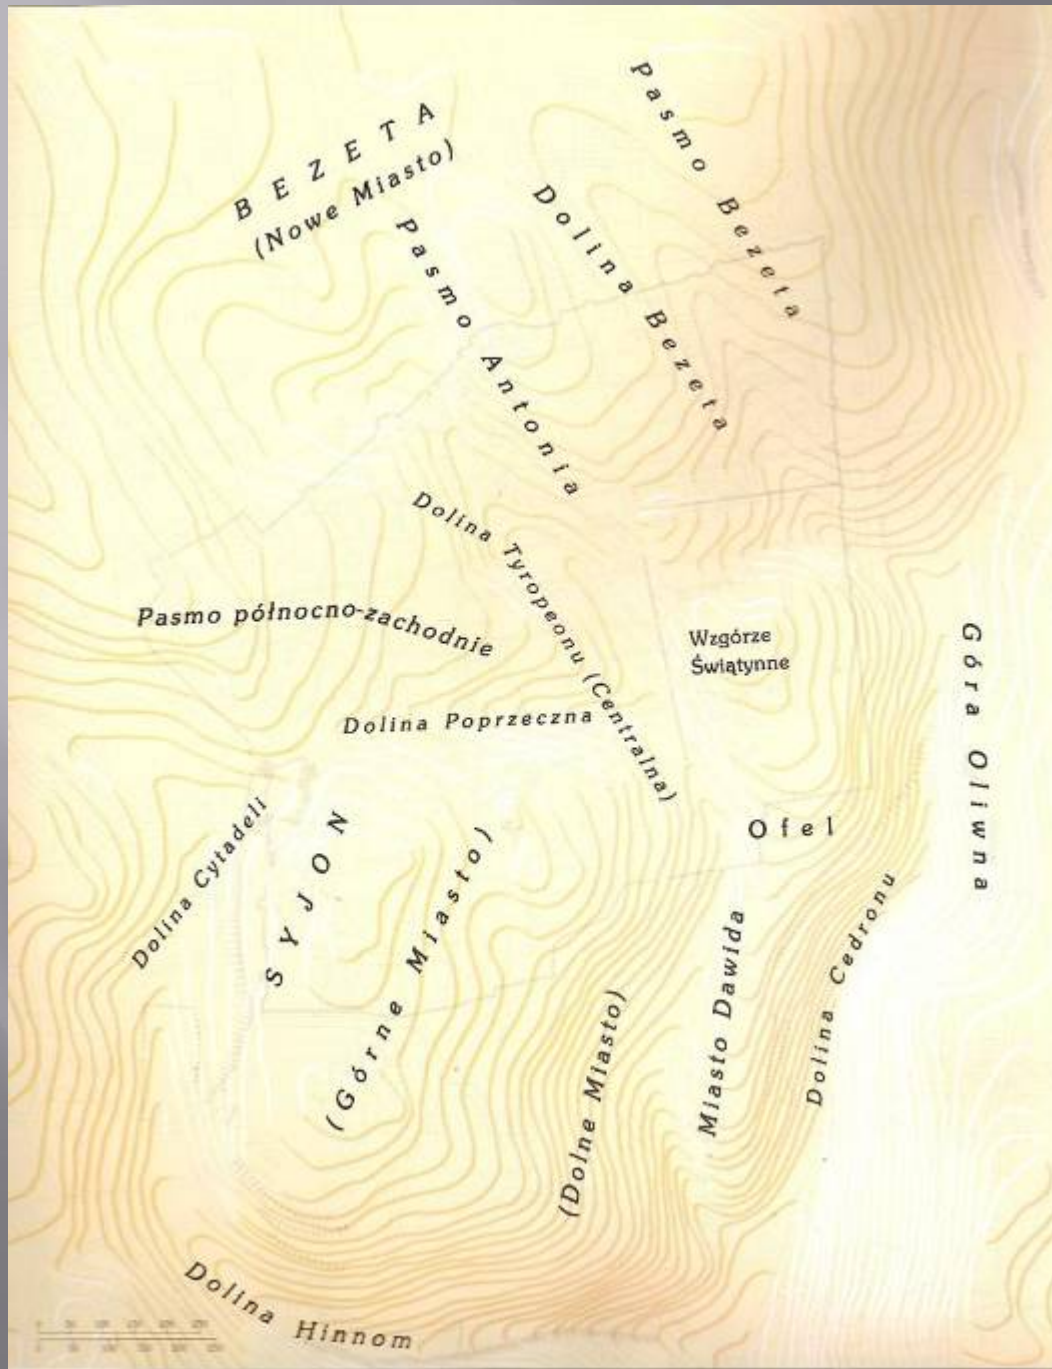 Pasmo Bezeta
BEZETA
(Nowe Miasto)
Dolina Bezeta
Pasmo Antonia
Dolina Tyropeonu (Centralna)
Pasmo północno-zachodnie
Wzgórze
Świątynne
Góra Oliwna
Dolina Poprzeczna
Dolina Cytadeli
SYJON
(Górne Miasto)
Ofel
Miasto Dawida
Dolina Cedronu
(Dolne Miasto)
Dolina Hinnom